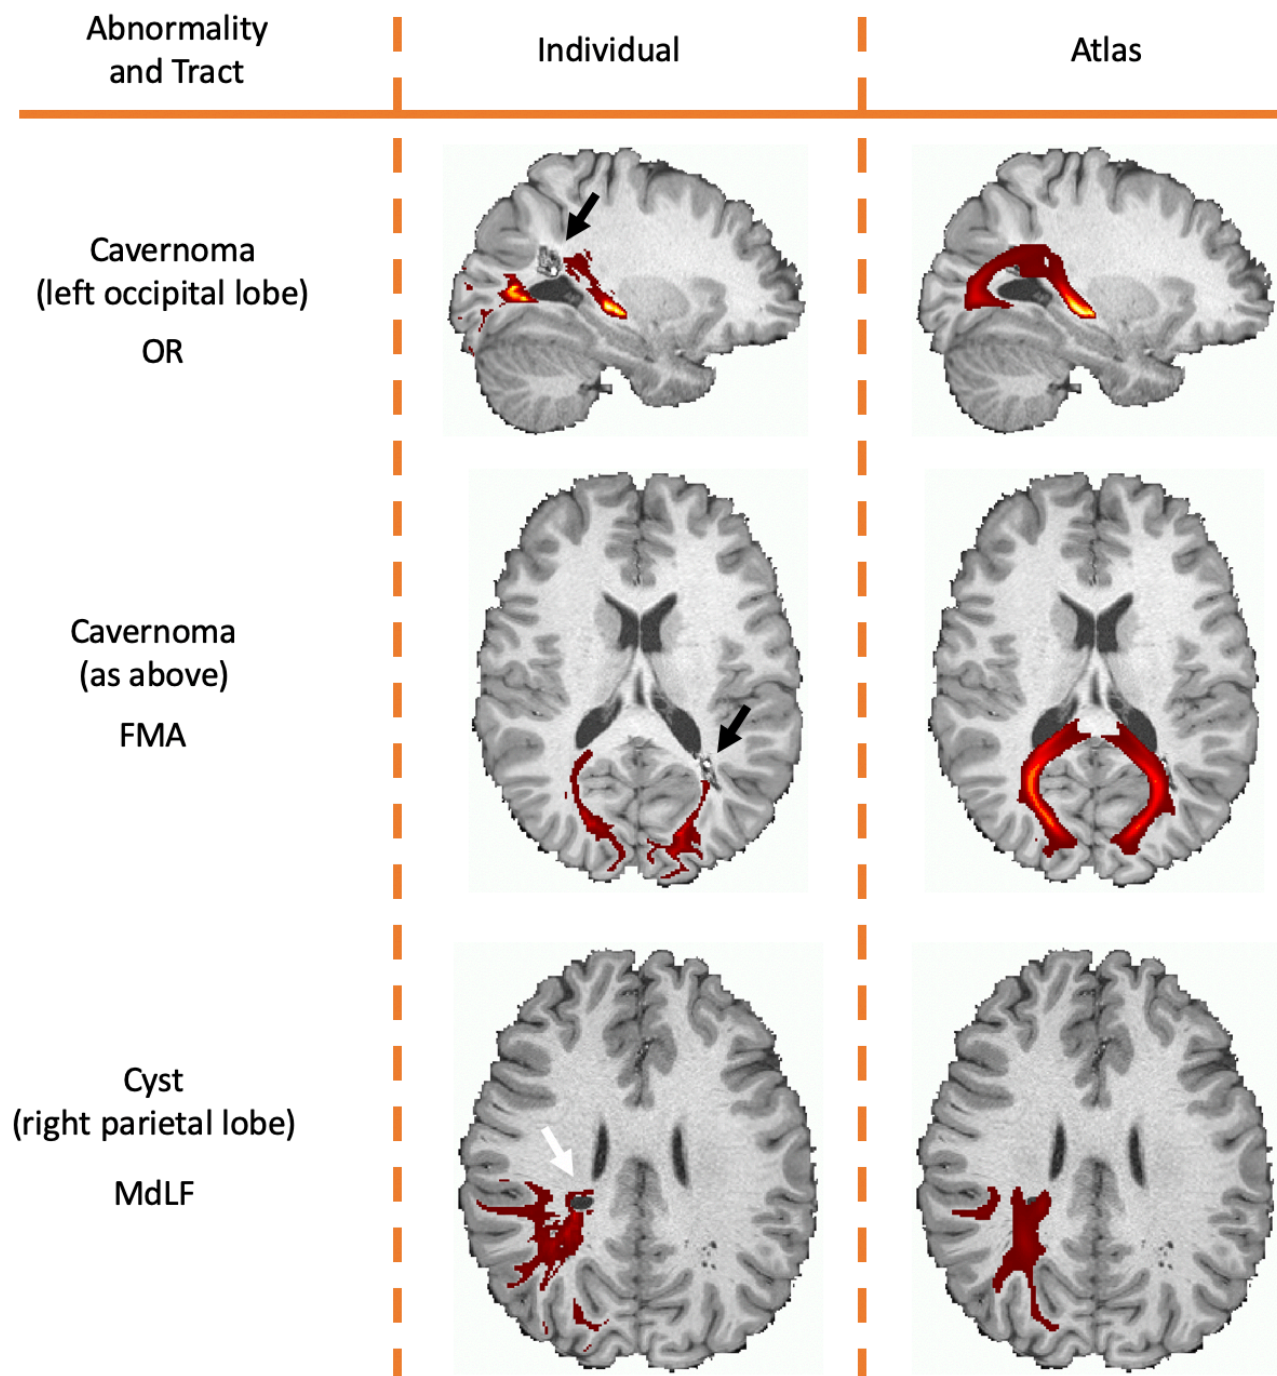 Abnormality
and Tract
Individual
Atlas
Cavernoma
(left occipital lobe)
OR
Cavernoma
(as above)
FMA
Cyst
(right parietal lobe)
MdLF